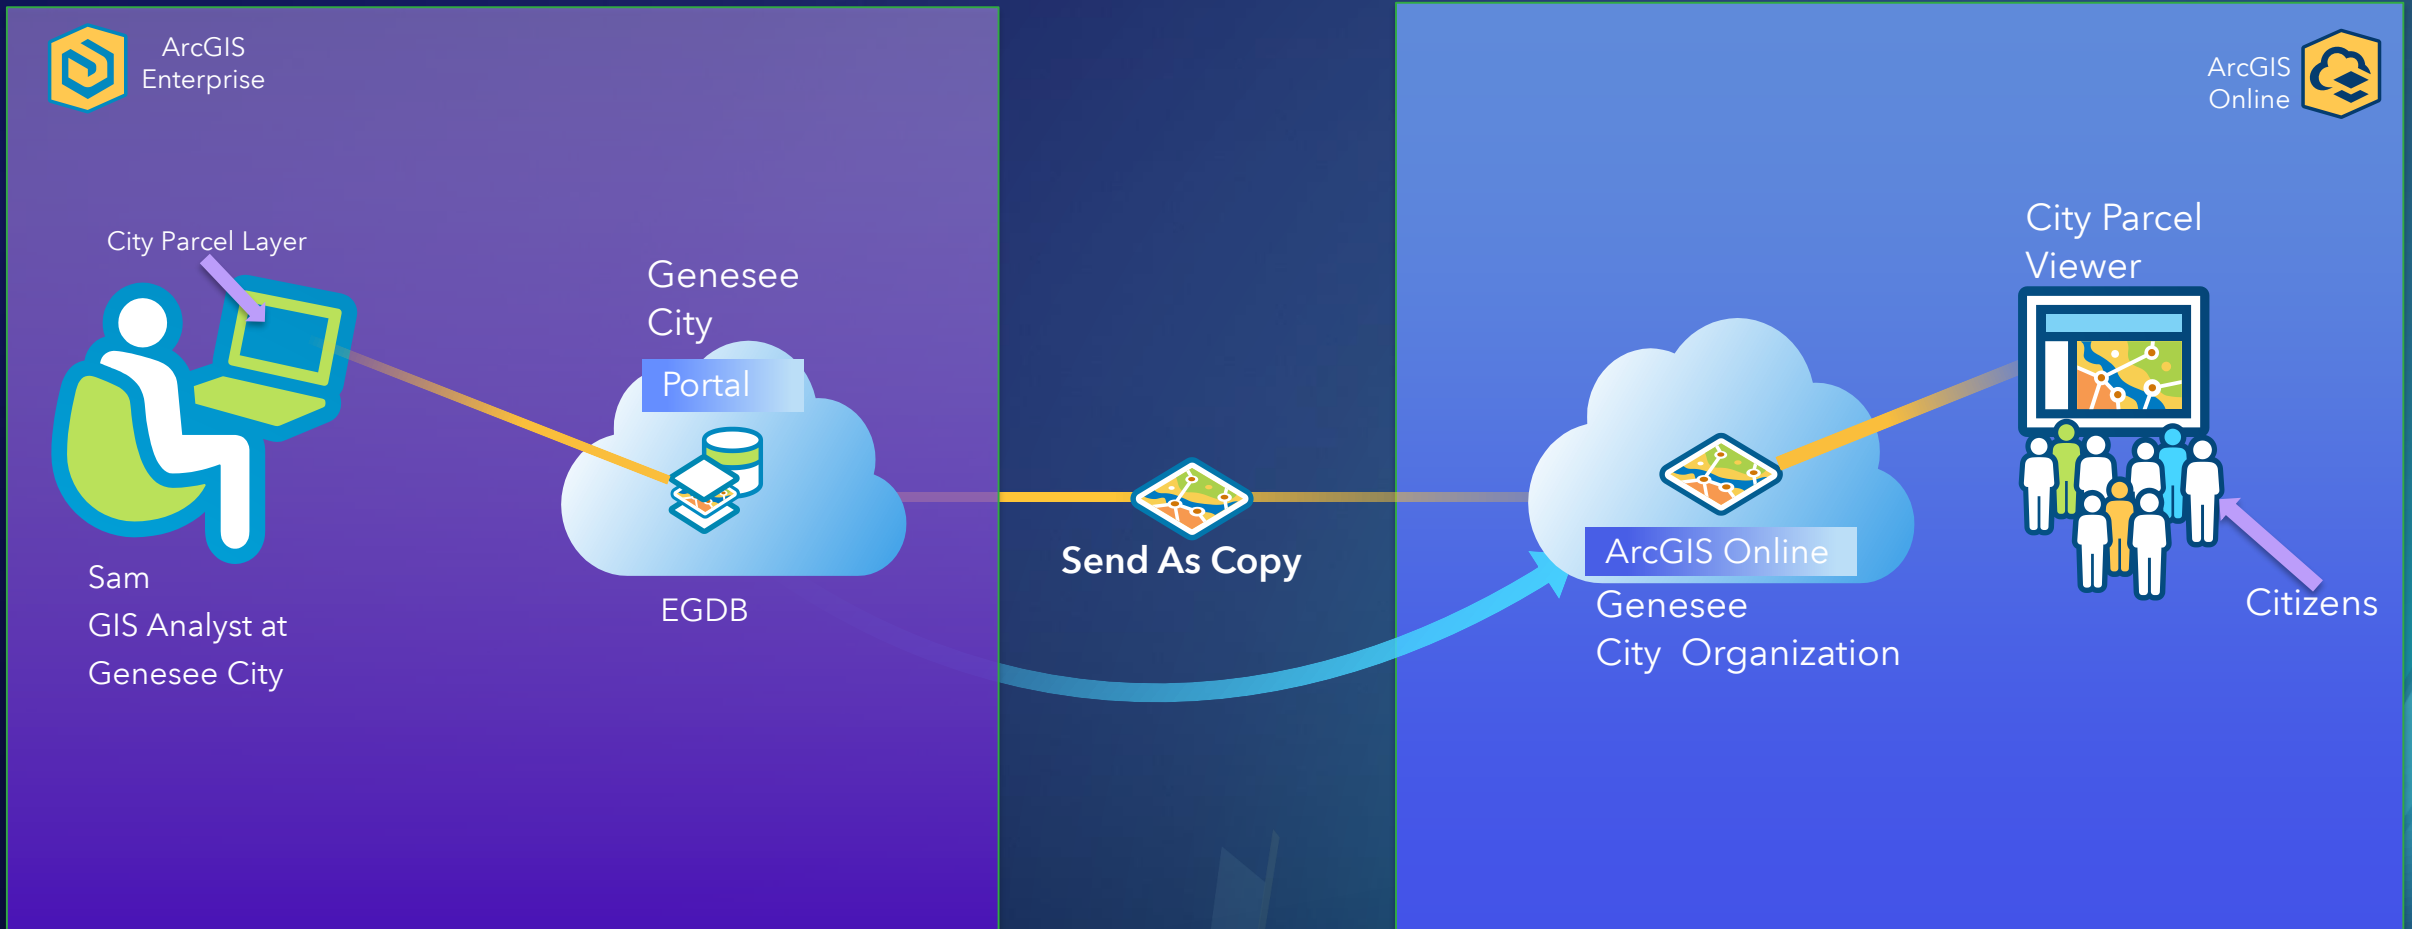 ArcGIS
Enterprise
City Parcel Layer
Sam
GIS Analyst at
Genesee City
Genesee
City
Portal
EGDB
Send As Copy
ArcGIS
Online
ArcGIS Online
Genesee
City Organization
City Parcel
Viewer
Citizens